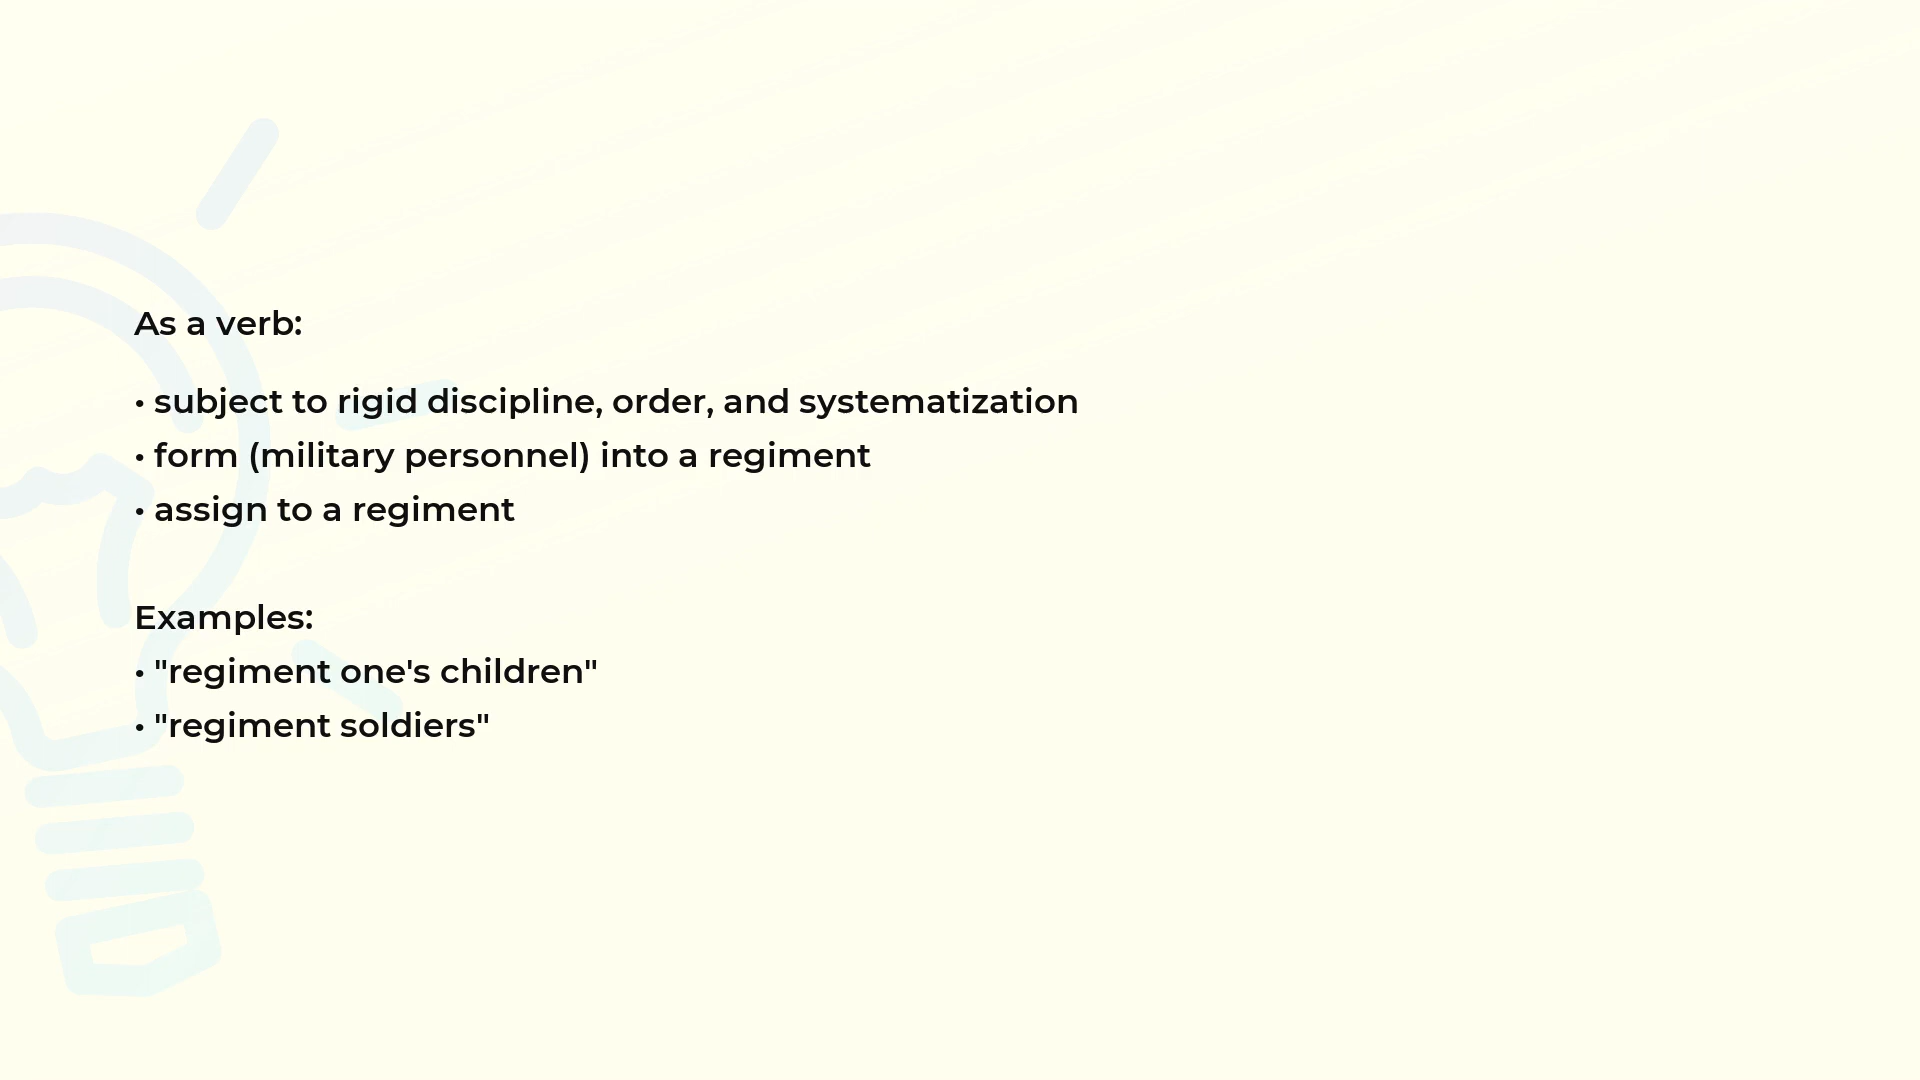 As a verb:
• subject to rigid discipline, order, and systematization
• form (military personnel) into a regiment
• assign to a regiment
Examples:
• "regiment one's children"
• "regiment soldiers"